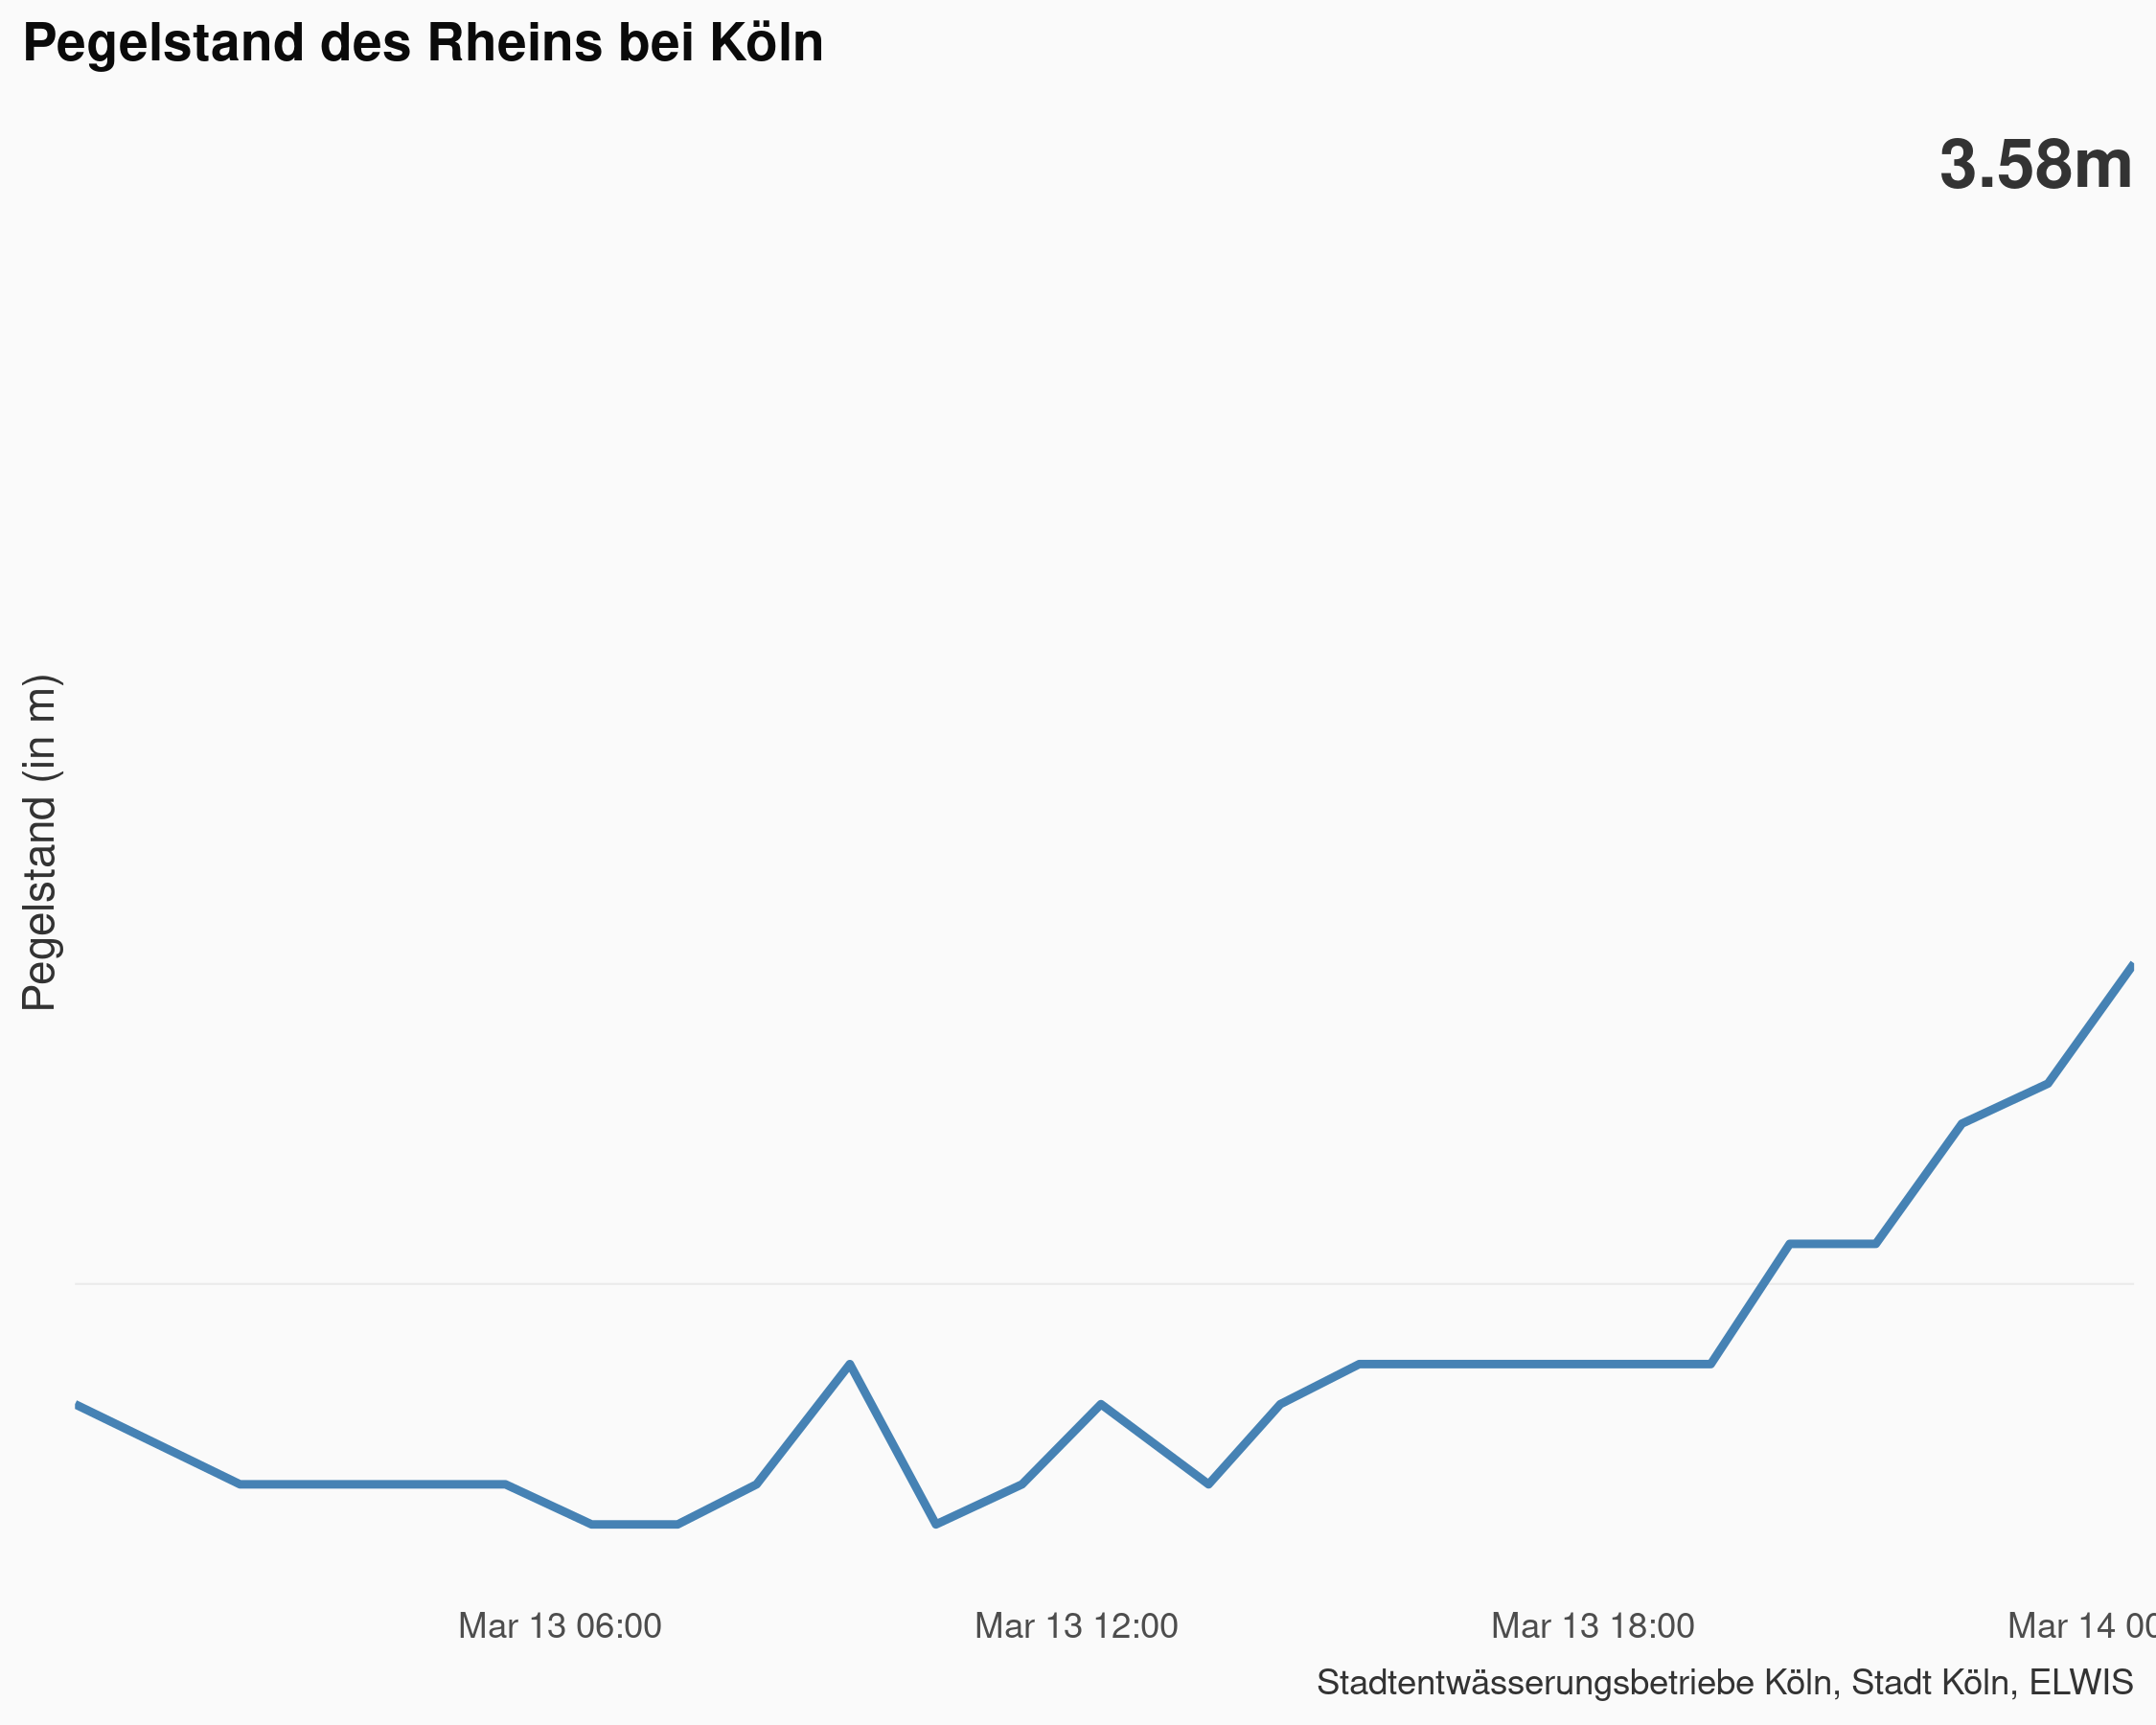 Pegelstand des Rheins bei Köln
3.58m
Pegelstand (in m)
Mar 13 06:00
Mar 13 12:00
Mar 13 18:00
Mar 14 00
Stadtentwässerungsbetriebe Köln, Stadt Köln, ELWIS